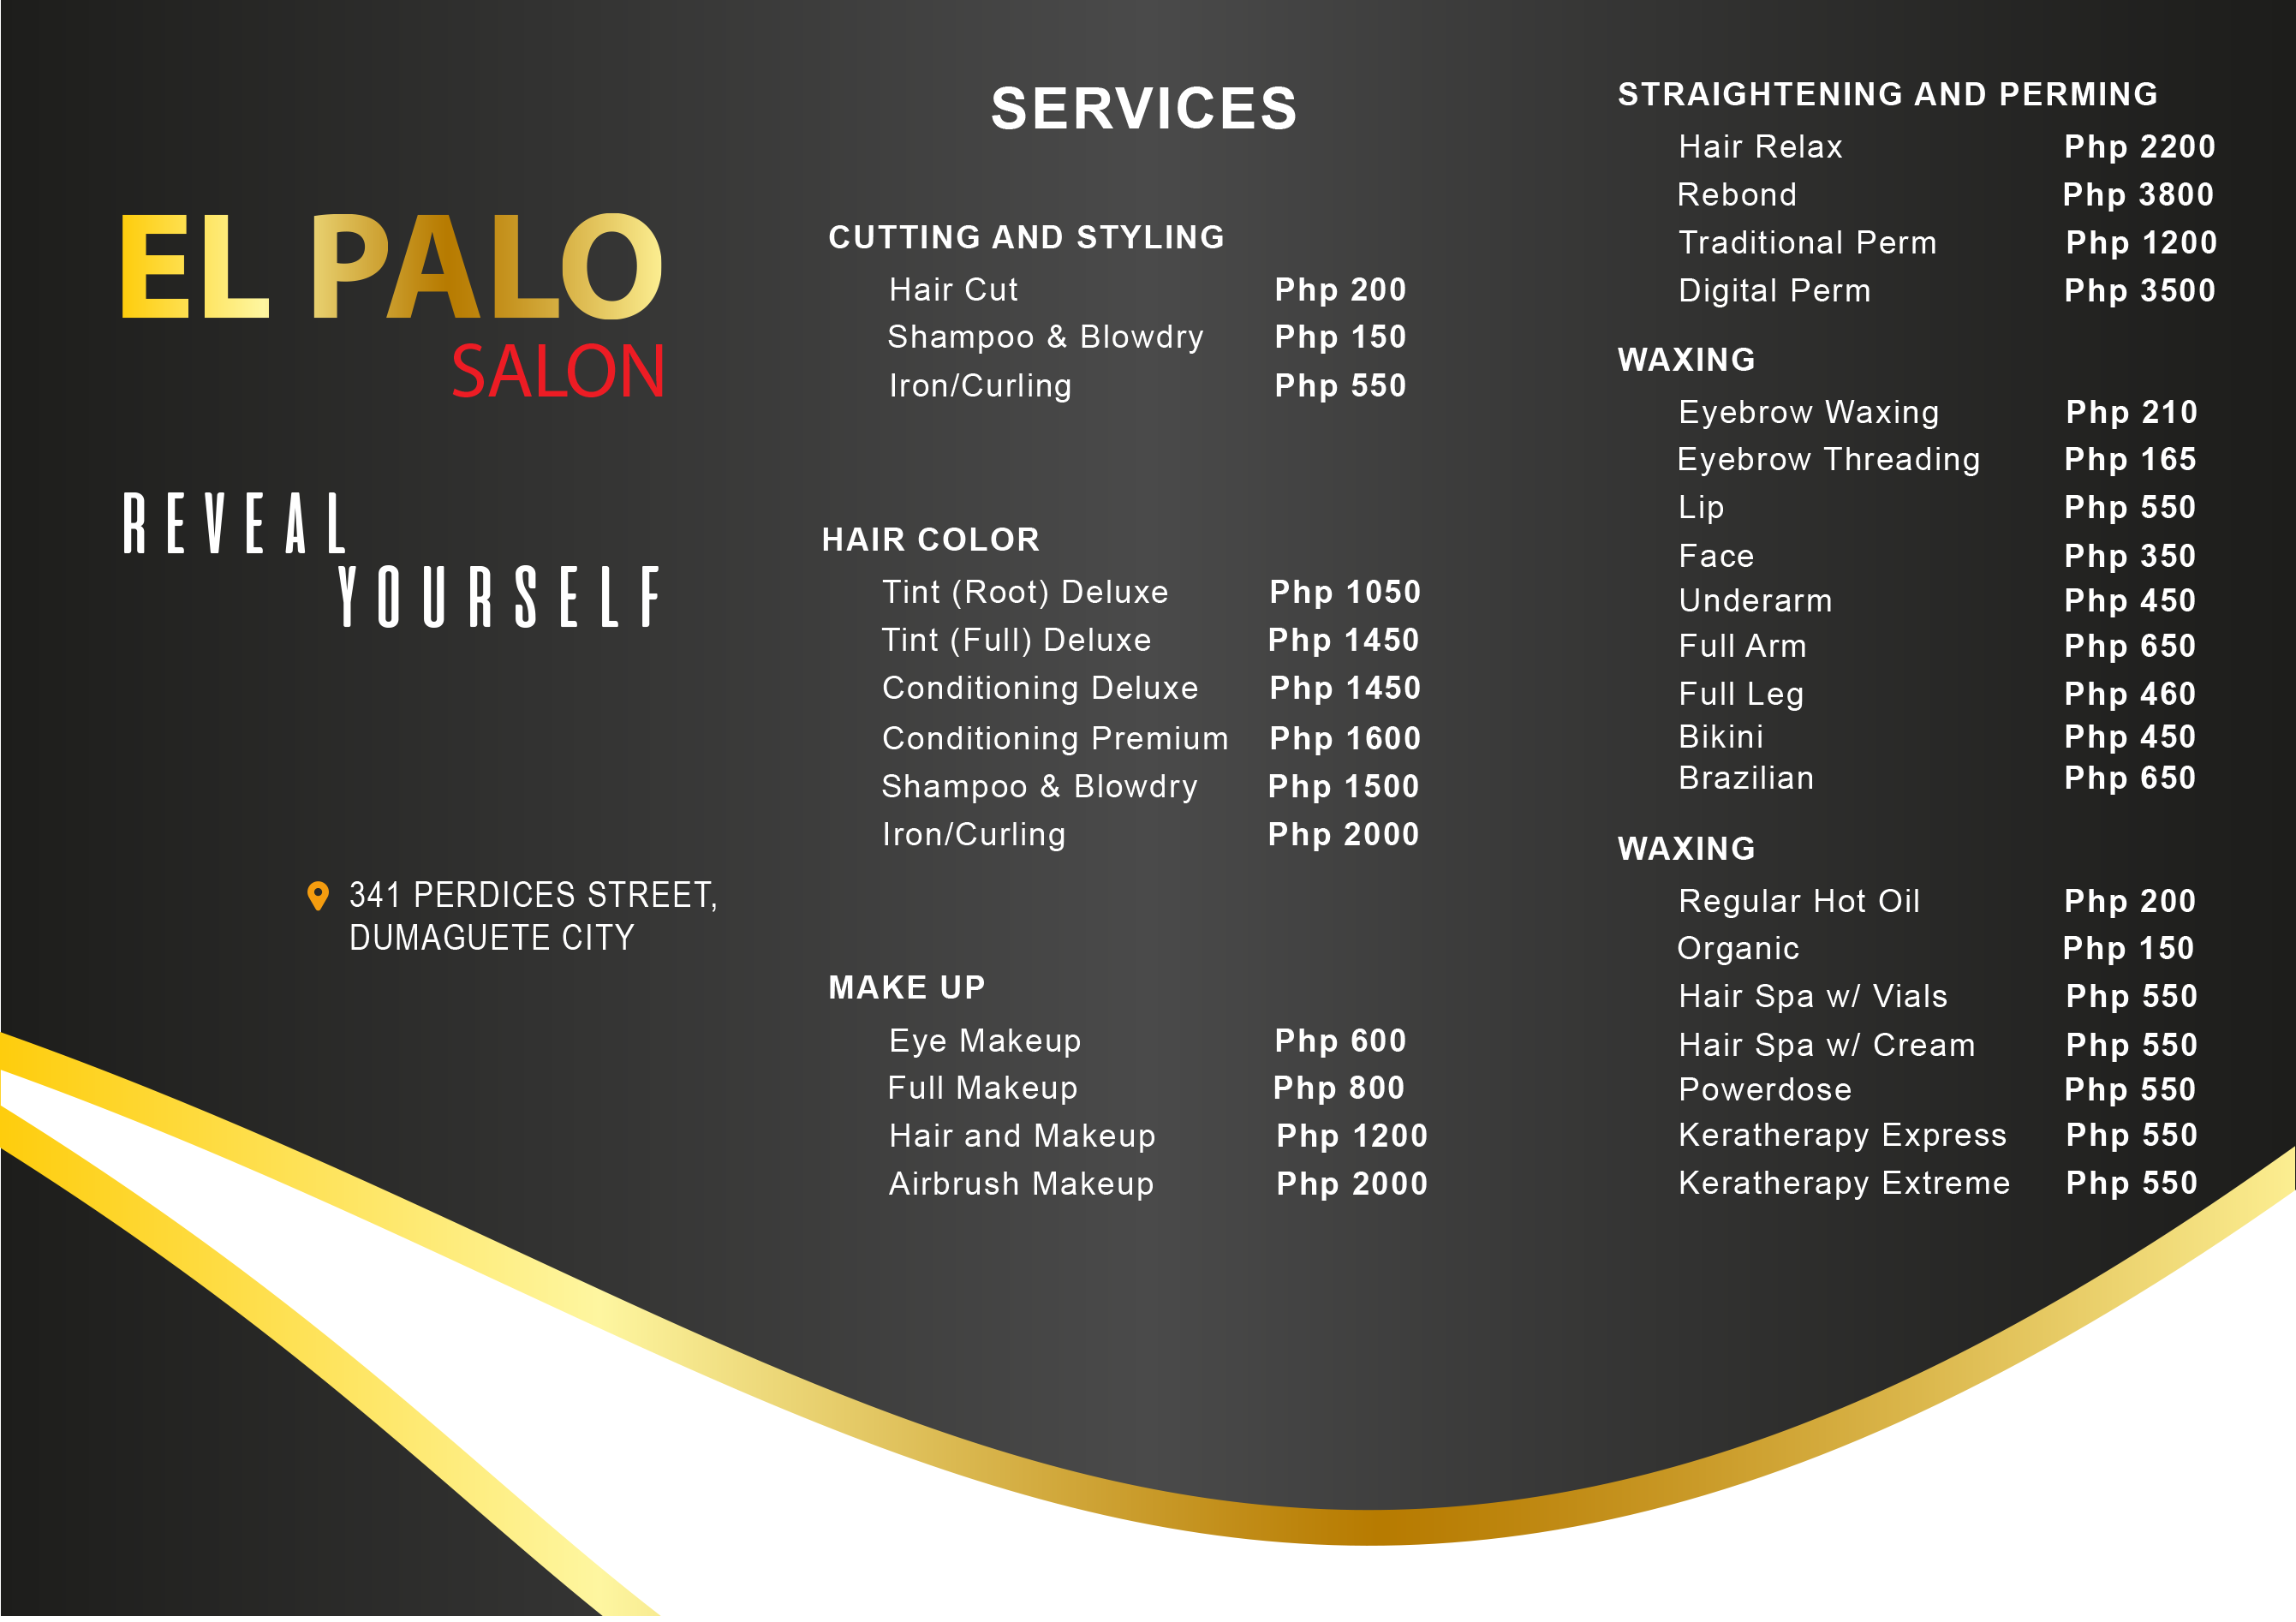 EL PALO
SALON
REVEAL
YOURSELF
341 PERDICES STREET,
DUMAGUETE CITY
SERVICES
CUTTING AND STYLING
Hair Cut Php 200
Shampoo & Blowdry Php 150
Iron/Curling Php 550
HAIR COLOR
Tint (Root) Deluxe Php 1050
Tint (Full) Deluxe Php 1450
Conditioning Deluxe Php 1450
Conditioning Premium Php 1600
Shampoo & Blowdry Php 1500
Iron/Curling Php 2000
MAKE UP
Eye Makeup Php 600
Full Makeup Php 800
Hair and Makeup Php 1200
Airbrush Makeup Php 2000
STRAIGHTENING AND PERMING
Hair Relax Php 2200
Rebond Php 3800
Traditional Perm Php 1200
Digital Perm Php 3500
WAXING
Eyebrow Waxing Php 210
Eyebrow Threading Php 165
Lip Php 550
Face Php 350
Underarm Php 450
Full Arm Php 650
Full Leg Php 460
Bikini Php 450
Brazilian Php 650
WAXING
Regular Hot Oil Php 200
Organic Php 150
Hair Spa w/ Vials Php 550
Hair Spa w/ Cream Php 550
Powerdose Php 550
Keratherapy Express Php 550
Keratherapy Extreme Php 550